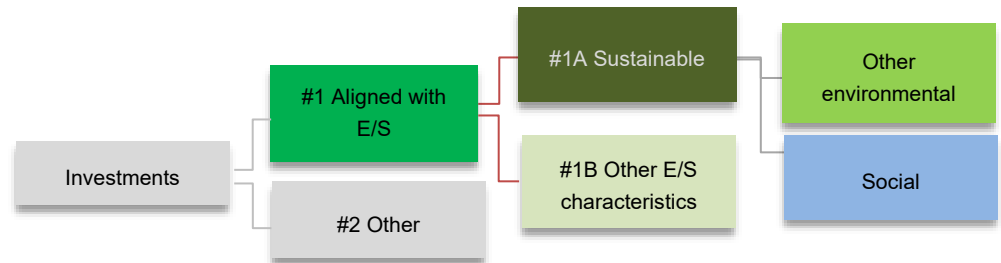 Investments
#1 Aligned with
E/S
#2 Other
#1A Sustainable
#1B Other E/S
characteristics
Other
environmental
Social